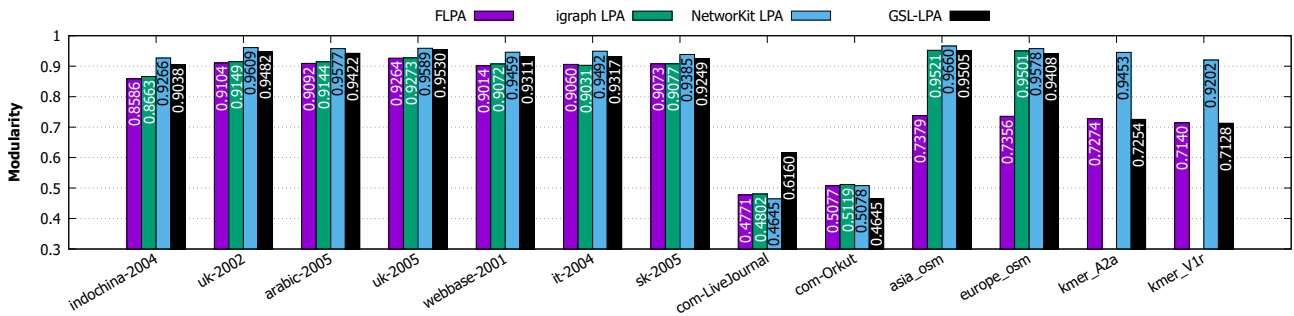 FLPA igraph LPA NetworKit LPA GSL-LPA
Modularity
1
0.9
0.8
0.7
0.6
0.5
0.4
0.3
0.8586 0.8663 0.9266 0.9038
0.9104 0.9149 0.9609 0.9482
0.9092 0.9144 0.9577 0.9422
0.9264 0.9273 0.9589 0.9530
0.9014 0.9072 0.9459 0.9311
0.9060 0.9031 0.9492 0.9317
0.9073 0.9077 0.9385 0.9249
0.4771 0.4802 0.4645 0.6160
0.5077 0.5119 0.5078 0.4645
0.7379 0.9521 0.9660 0.9505
0.7356 0.9501 0.9578 0.9408
0.7274 0.9453 0.7254
0.7140 0.9202 0.7128
indochina-2004
uk-2002
arabic-2005
uk-2005
webbase-2001
it-2004
sk-2005
com-LiveJournal
com-Orkut
asia_osm
europe_osm
kmer_A2a
kmer_V1r